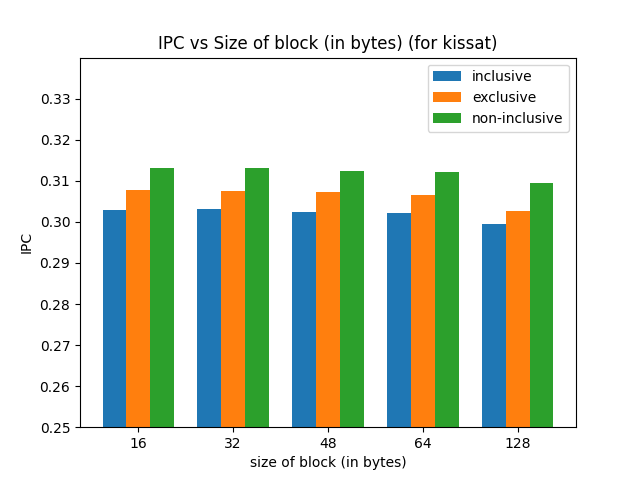 IPC vs Size of block (in bytes) (for kissat)
inclusive
exclusive
non-inclusive
0.33
0.32
0.31
0.30
0.29
0.28
0.27
0.26
0.25
IPC
16 32 48 64 128
size of block (in bytes)